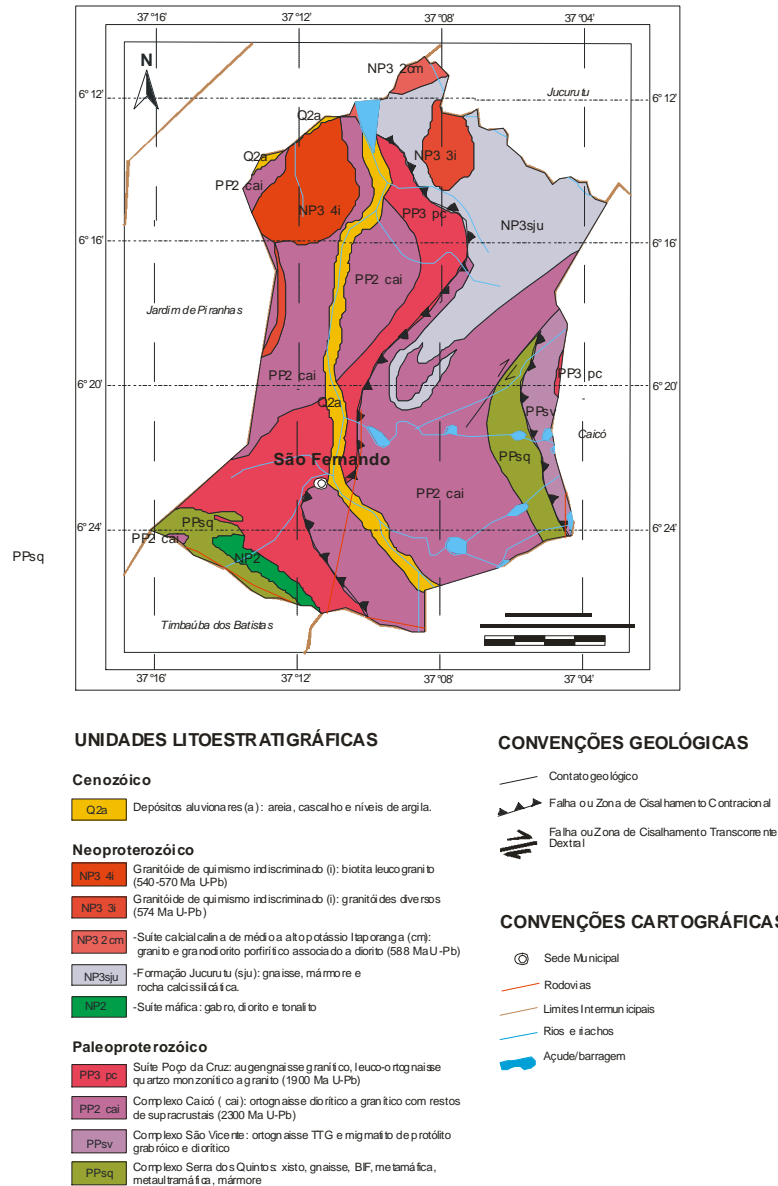 37 °16'
37 °12'
37 °08'
37 °04'
N
NP3 2cm
6° 12'
Jucurutu
6° 12'
Q2a
Q2a
NP3 3i
PP2 cai
NP3 4i
PP3 pc
NP3sju
6° 16'
6° 16'
PP2 cai
Jardim de Piranhas
PP2 cai
PP3 pc
6° 20'
6° 20'
Q2a
PPsv
Caicó
São Fernando
PPsq
PP2 cai
PPsq
6° 24'
6° 24'
PP2 cai
PPsq
NP2
Timbaúba dos Batistas
37 °16'
37 °12'
37 °08'
37 °04'
UNIDADES LITOESTRATIGRÁFICAS
Cenozóico
Q2a
Depósitos aluvionares (a): areia, cascalho e níveis de argila.
Neoproterozóico
NP3 4i
Granitóide de quimismo indiscriminado (i): biotita leucogranito
(540-570 Ma U-Pb)
NP3 3i
Granitóide de quimismo indiscriminado (i): granitóides diversos
(574 Ma U-Pb)
NP3 2cm
-Suíte calcialcalina de médio a alto potássio Itaporanga (cm):
granito e granodiorito porfirítico associado a diorito (588 Ma U-Pb)
NP3sju
-Formação Jucurutu (sju): gnaisse, mármore e
rocha calcissilicática.
NP2
-Suíte máfica: gabro, diorito e tonalito
Paleoproterozóico
PP3 pc
Suíte Poço da Cruz: augengnaisse granítico, leuco-ortognaisse
quartzo monzonítico a granito (1900 Ma U-Pb)
PP2 cai
Complexo Caicó ( cai): ortognaisse diorítico a granítico com restos
de supracrustais (2300 Ma U-Pb)
PPsv
Complexo São Vicente: ortognaisse TTG e migmatito de protólito
grabróico e diorítico
PPsq
Complexo Serra dos Quintos: xisto, gnaisse, BIF, metamáfica,
metaultramáfica, mármore
CONVENÇÕES GEOLÓGICAS
Contato geológico
Falha ou Zona de Cisalhamento Contracional
Falha ou Zona de Cisalhamento Transcorrente
Dextral
CONVENÇÕES CARTOGRÁFICAS
Sede Municipal
Rodovias
Limites Intermunicipais
Rios e riachos
Açude/barragem